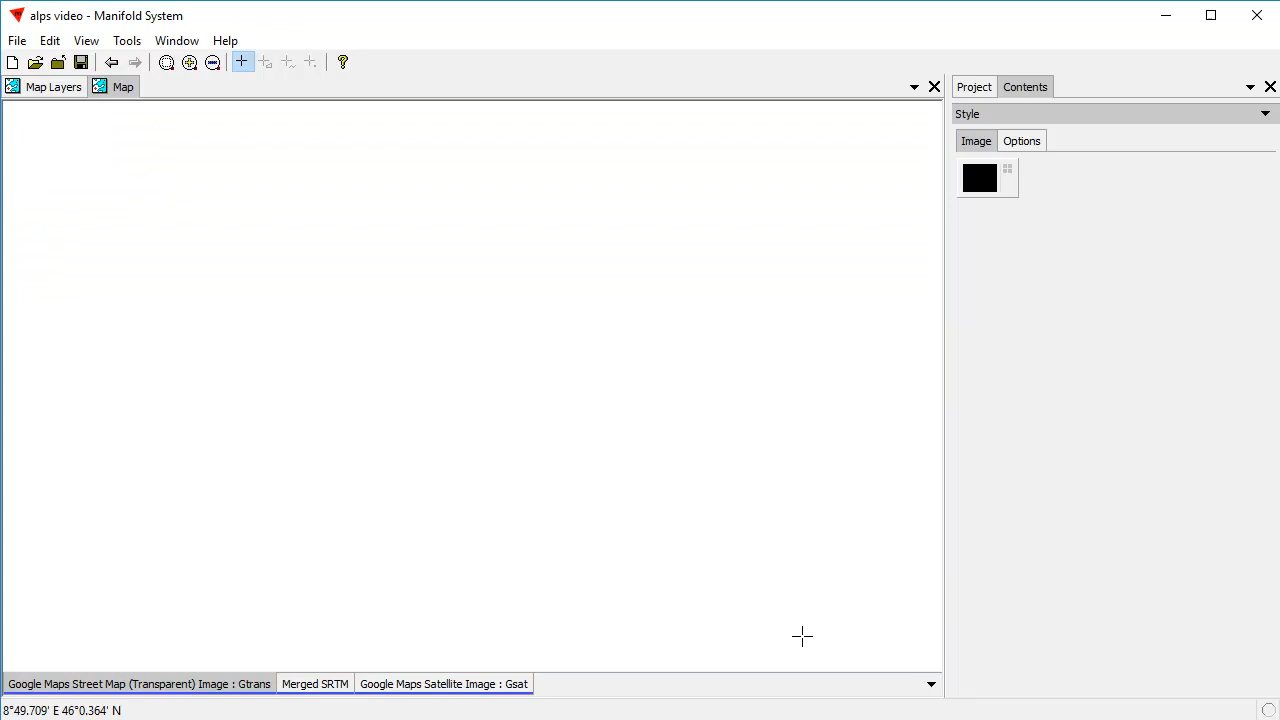 alps video - Manifold System
File Edit View Tools Window Help
Map Layers Map
Project Contents
Style
Image Options
Google Maps Street Map (Transparent) Image : Gtrans Merged SRTM Google Maps Satellite Image : Gsat
8°49.709' E 46°0.364' N